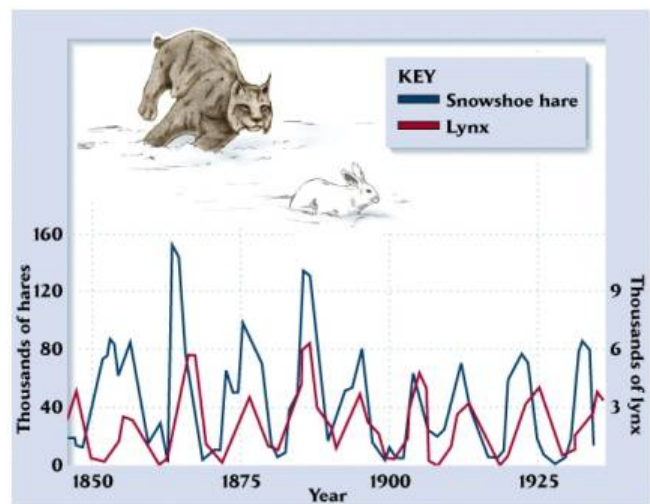 KEY
Snowshoe hare
Lynx
160
120
80
40
0
Thousands of hares
9
6
3
Thousands of lynx
1850 1875 1900 1925
Year